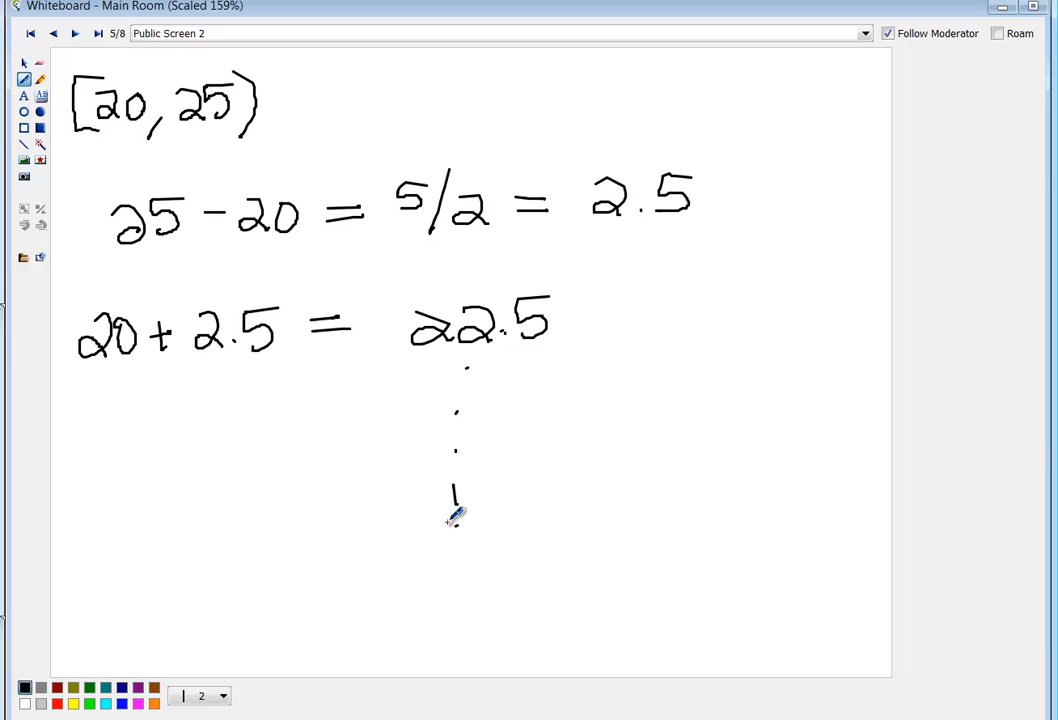 Whiteboard - Main Room (Scaled 159%)
5/8 Public Screen 2 Follow Moderator Roam
A A
[20, 25)
25 - 20 = 5/2 = 2.5
20 + 2.5 = 22.5
2